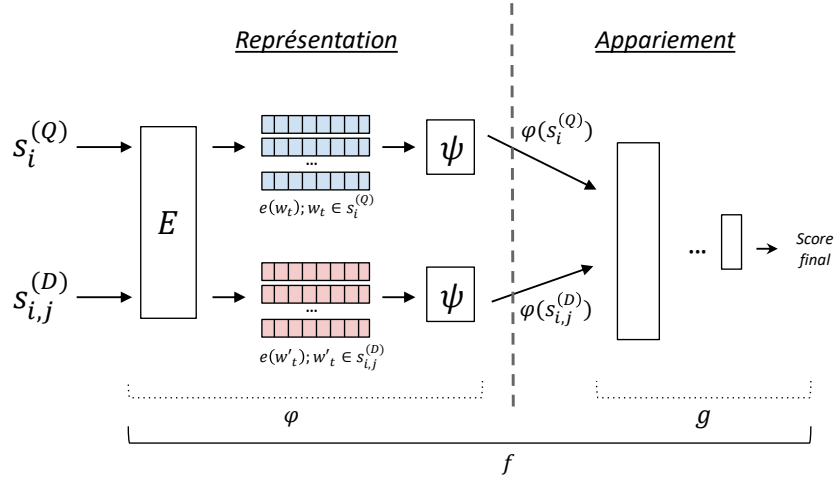 Représentation
Appariement
s_i^{(Q)}
E
...
e(w_t); w_t ∈ s_i^{(Q)}
ψ
φ(s_i^{(Q)})
s_{i,j}^{(D)}
...
e(w'_t); w'_t ∈ s_{i,j}^{(D)}
ψ
φ(s_{i,j}^{(D)})
...
Score
final
φ
g
f